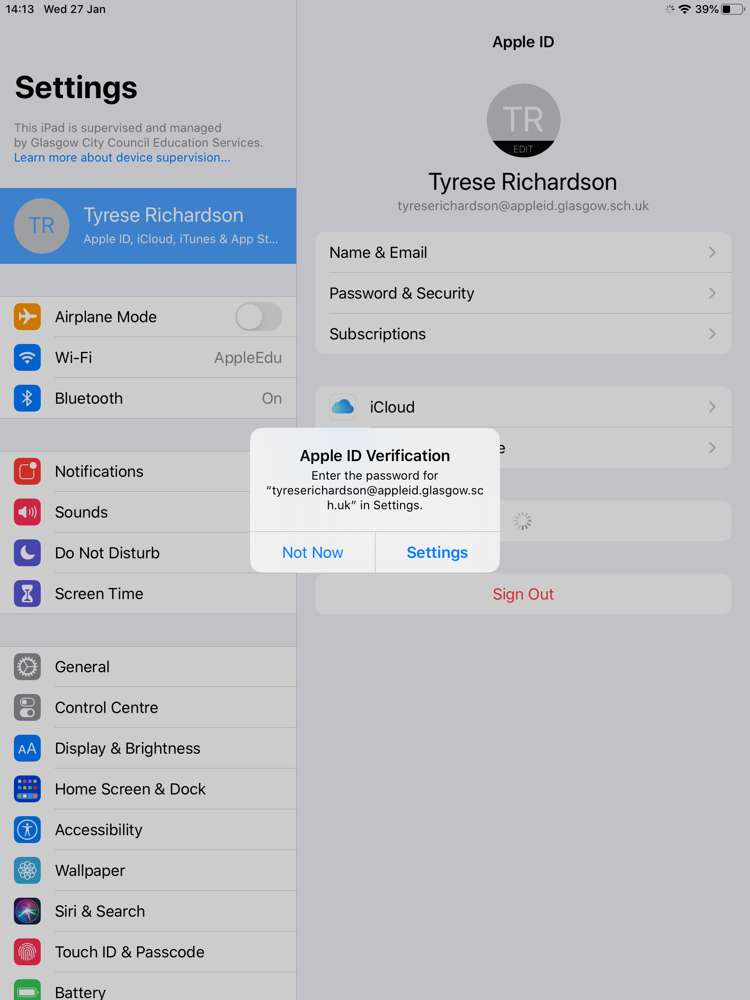 14:13 Wed 27 Jan
39%
Settings
This iPad is supervised and managed
by Glasgow City Council Education Services.
Learn more about device supervision...
TR
Tyrese Richardson
Apple ID, iCloud, iTunes & App St...
Airplane Mode
Wi-Fi AppleEdu
Bluetooth On
Notifications
Sounds
Do Not Disturb
Screen Time
General
Control Centre
AA
Display & Brightness
Home Screen & Dock
Accessibility
Wallpaper
Siri & Search
Touch ID & Passcode
Battery
Apple ID
TR
EDIT
Tyrese Richardson
tyreserichardson@appleid.glasgow.sch.uk
Name & Email
Password & Security
Subscriptions
iCloud
e
Apple ID Verification
Enter the password for
“tyreserichardson@appleid.glasgow.sc
h.uk” in Settings.
Not Now Settings
Sign Out